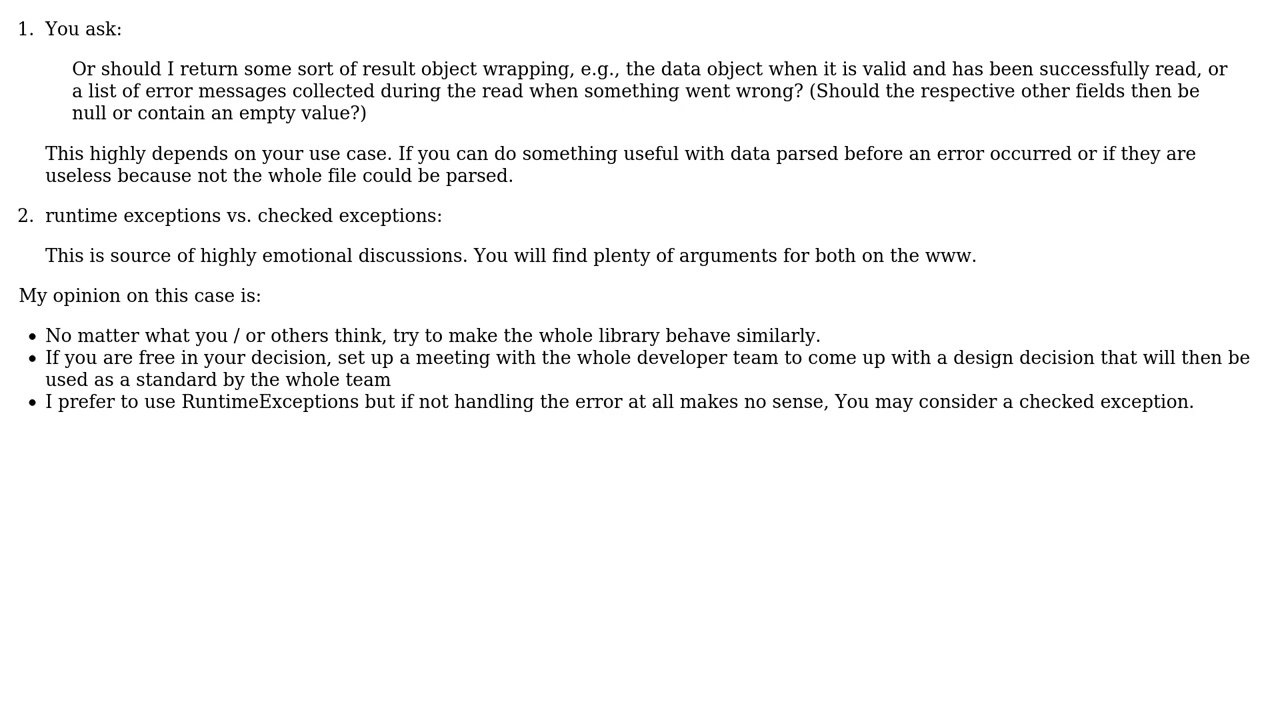 1. You ask:
Or should I return some sort of result object wrapping, e.g., the data object when it is valid and has been successfully read, or
a list of error messages collected during the read when something went wrong? (Should the respective other fields then be
null or contain an empty value?)
This highly depends on your use case. If you can do something useful with data parsed before an error occurred or if they are
useless because not the whole file could be parsed.
2. runtime exceptions vs. checked exceptions:
This is source of highly emotional discussions. You will find plenty of arguments for both on the www.
My opinion on this case is:
• No matter what you / or others think, try to make the whole library behave similarly.
• If you are free in your decision, set up a meeting with the whole developer team to come up with a design decision that will then be
used as a standard by the whole team
• I prefer to use RuntimeExceptions but if not handling the error at all makes no sense, You may consider a checked exception.